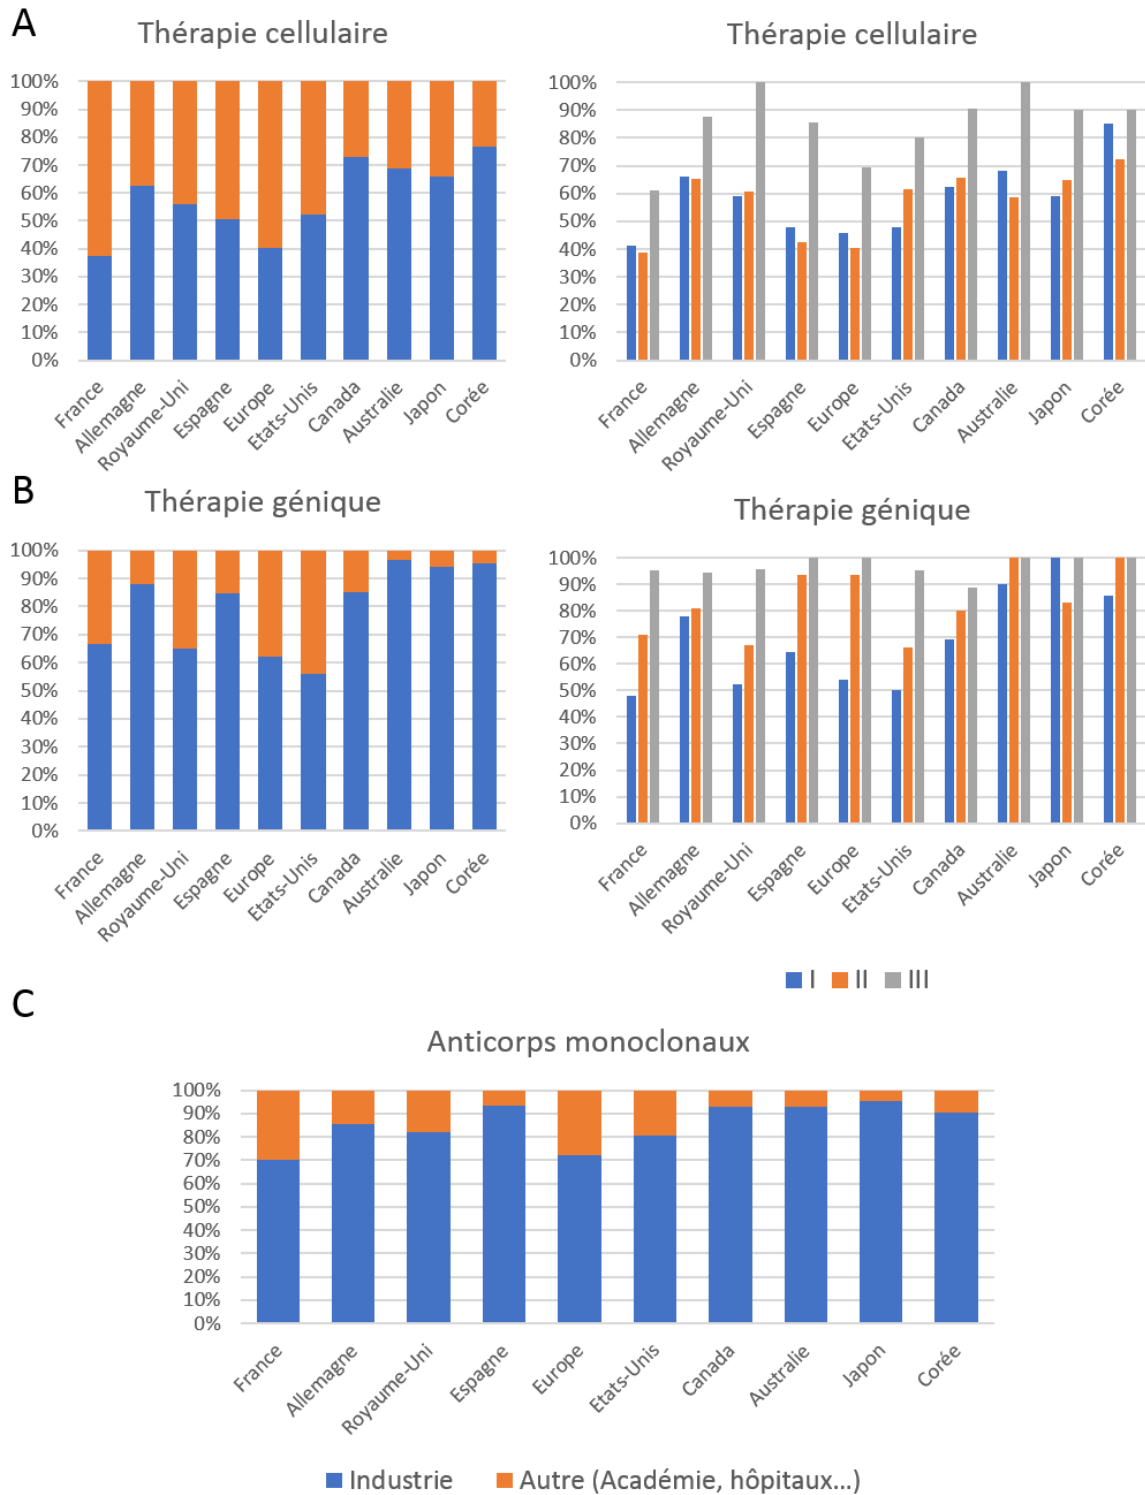 A
Thérapie cellulaire
100%
90%
80%
70%
60%
50%
40%
30%
20%
10%
0%
France
Allemagne
Royaume-Uni
Espagne
Europe
Etats-Unis
Canada
Australie
Japon
Corée
Thérapie cellulaire
100%
90%
80%
70%
60%
50%
40%
30%
20%
10%
0%
France
Allemagne
Royaume-Uni
Espagne
Europe
Etats-Unis
Canada
Australie
Japon
Corée
B
Thérapie génique
100%
90%
80%
70%
60%
50%
40%
30%
20%
10%
0%
France
Allemagne
Royaume-Uni
Espagne
Europe
Etats-Unis
Canada
Australie
Japon
Corée
Thérapie génique
100%
90%
80%
70%
60%
50%
40%
30%
20%
10%
0%
France
Allemagne
Royaume-Uni
Espagne
Europe
Etats-Unis
Canada
Australie
Japon
Corée
I II III
C
Anticorps monoclonaux
100%
90%
80%
70%
60%
50%
40%
30%
20%
10%
0%
France
Allemagne
Royaume-Uni
Espagne
Europe
Etats-Unis
Canada
Australie
Japon
Corée
Industrie Autre (Académie, hôpitaux...)